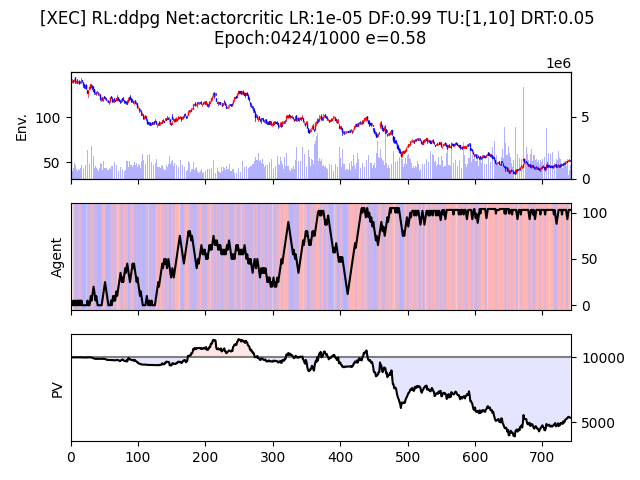 [XEC] RL:ddpg Net:actorcritic LR:1e-05 DF:0.99 TU:[1,10] DRT:0.05
Epoch:0424/1000 e=0.58
1e6
Env.
100
50
5
0
Agent
100
50
0
PV
10000
5000
0 100 200 300 400 500 600 700